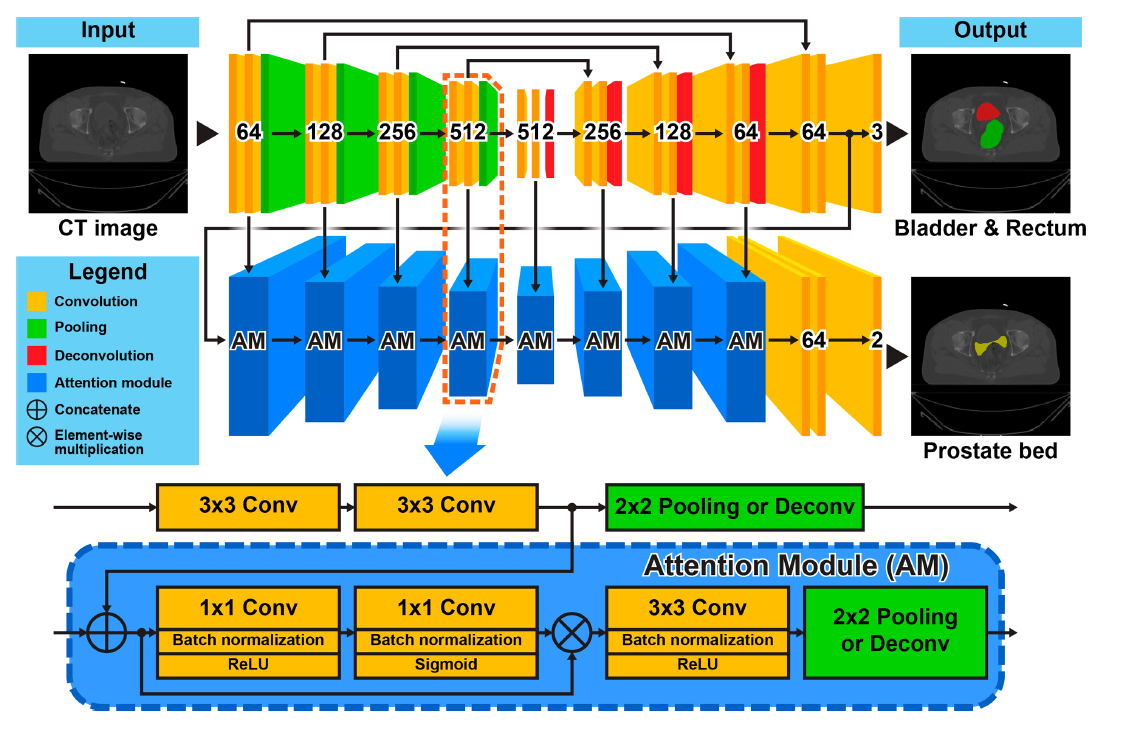 Input
Output
64
128
256
512
512
256
128
64
64
3
CT image
Bladder & Rectum
Legend
Convolution
Pooling
Deconvolution
Attention module
Concatenate
Element-wise
multiplication
AM
AM
AM
AM
AM
AM
AM
AM
64
2
Prostate bed
3x3 Conv
3x3 Conv
2x2 Pooling or Deconv
Attention Module (AM)
1x1 Conv
Batch normalization
ReLU
1x1 Conv
Batch normalization
Sigmoid
3x3 Conv
Batch normalization
ReLU
2x2 Pooling
or Deconv